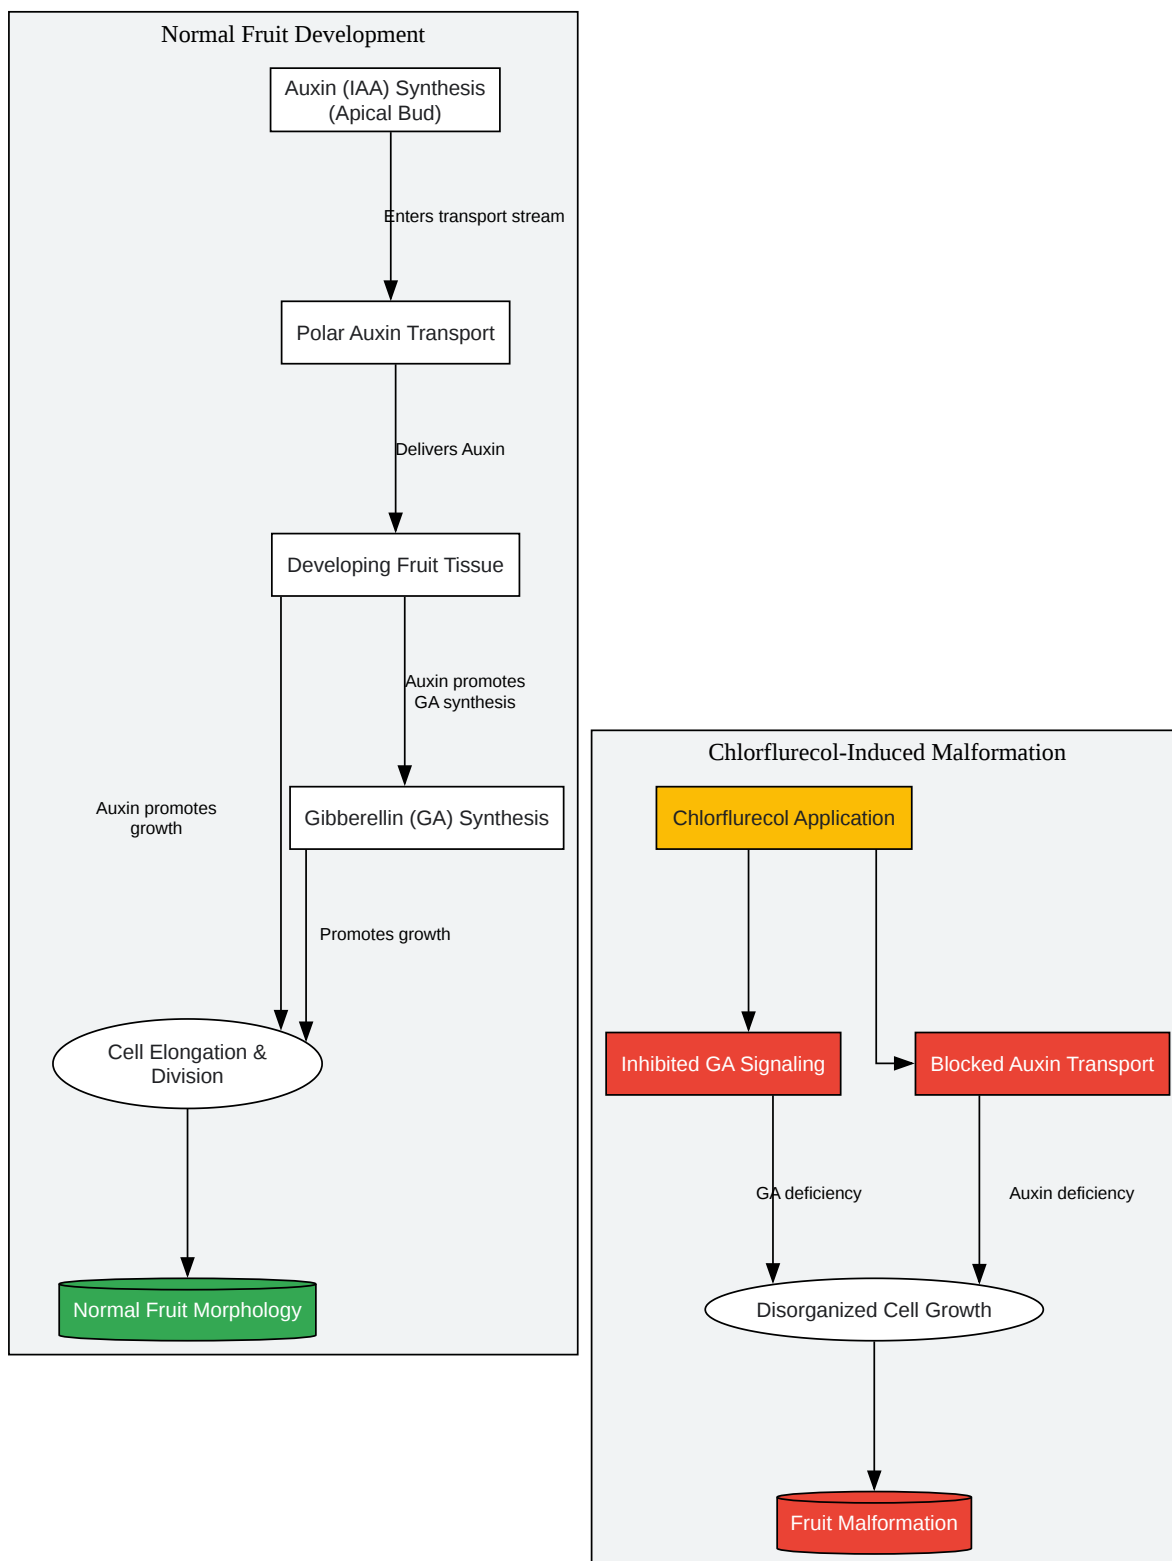 Normal Fruit Development
Auxin (IAA) Synthesis
(Apical Bud)
Enters transport stream
Polar Auxin Transport
Delivers Auxin
Developing Fruit Tissue
Auxin promotes
GA synthesis
Gibberellin (GA) Synthesis
Auxin promotes
growth
Promotes growth
Cell Elongation &
Division
Normal Fruit Morphology
Chlorflurecol-Induced Malformation
Chlorflurecol Application
Inhibited GA Signaling
Blocked Auxin Transport
GA deficiency
Auxin deficiency
Disorganized Cell Growth
Fruit Malformation